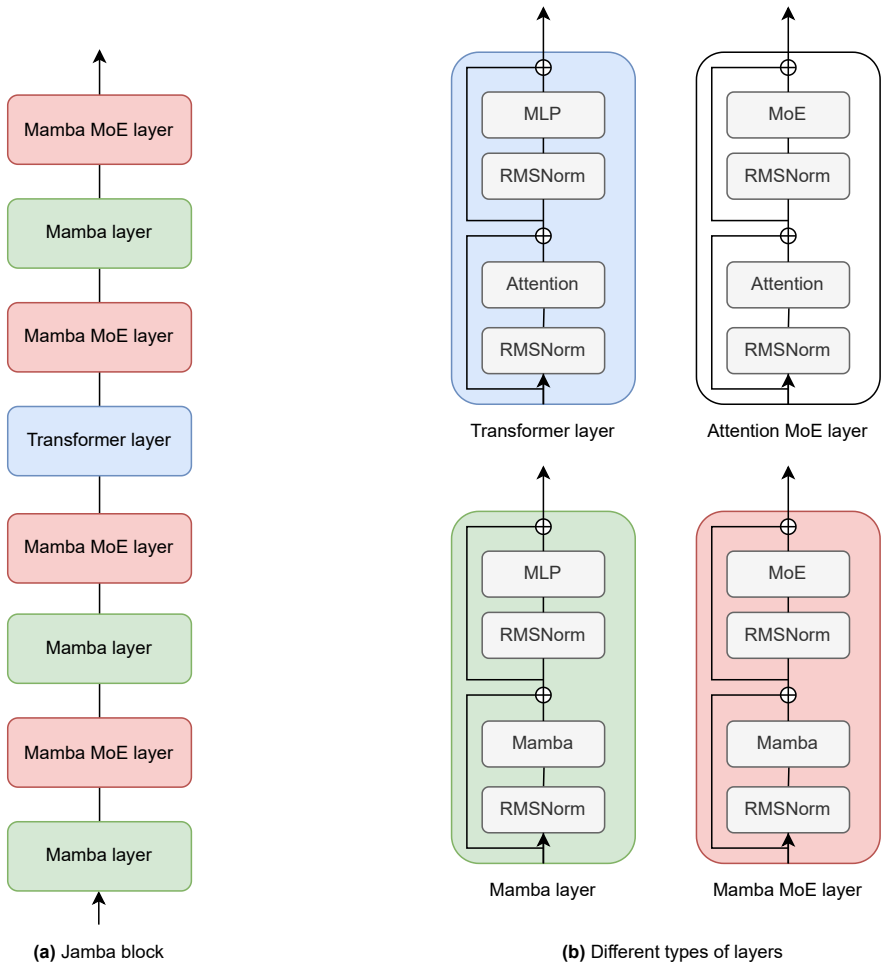 Mamba MoE layer
Mamba layer
Mamba MoE layer
Transformer layer
Mamba MoE layer
Mamba layer
Mamba MoE layer
Mamba layer
(a) Jamba block
MLP
RMSNorm
Attention
RMSNorm
Transformer layer
MoE
RMSNorm
Attention
RMSNorm
Attention MoE layer
MLP
RMSNorm
Mamba
RMSNorm
Mamba layer
MoE
RMSNorm
Mamba
RMSNorm
Mamba MoE layer
(b) Different types of layers